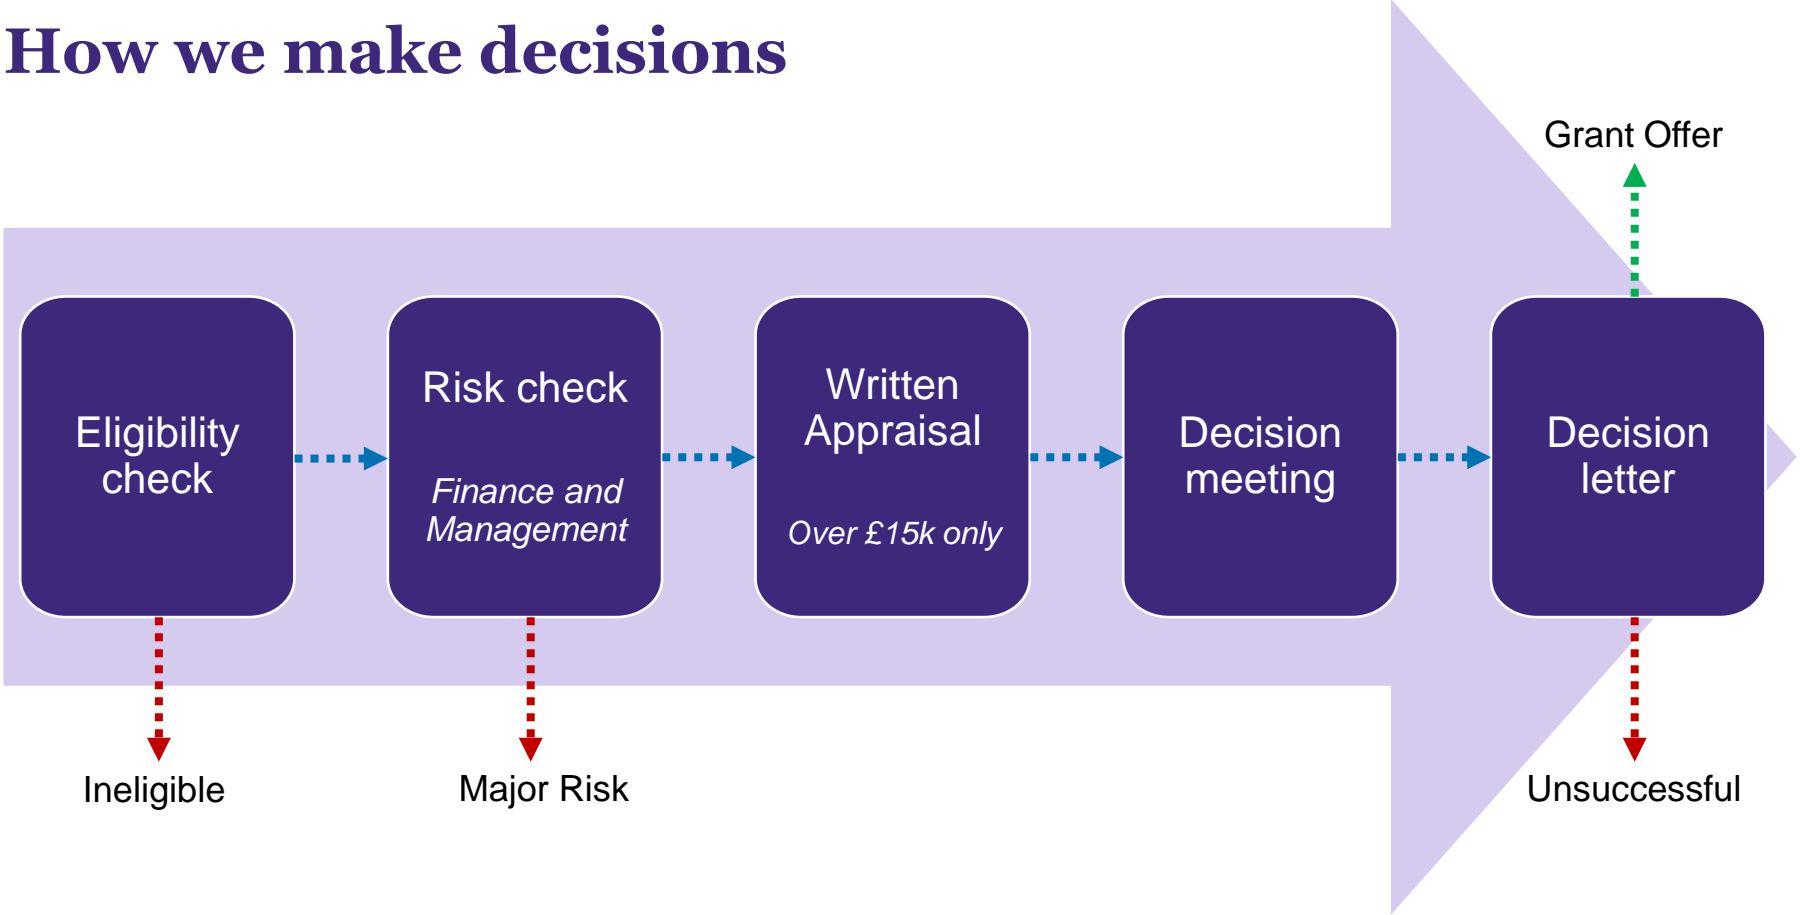 How we make decisions
Grant Offer
Eligibility
check
Risk check
Finance and
Management
Written
Appraisal
Over £15k only
Decision
meeting
Decision
letter
Ineligible
Major Risk
Unsuccessful